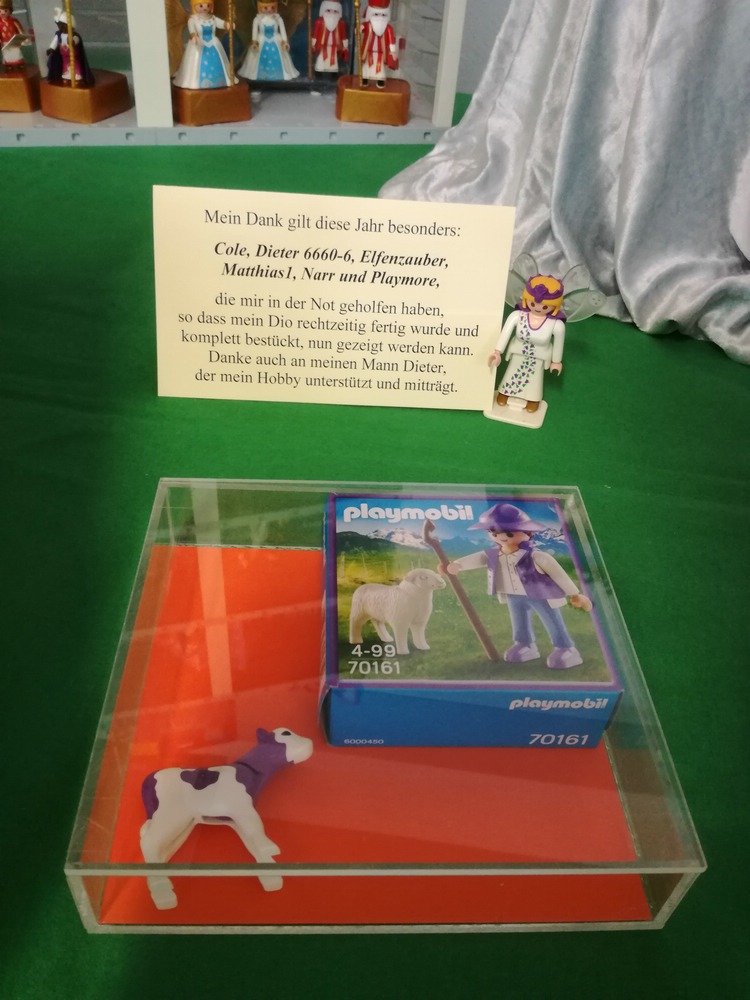 Mein Dank gilt diese Jahr besonders:
Cole, Dieter 6660-6, Elfenzauber,
Matthias1, Narr und Playmore,
die mir in der Not geholfen haben,
so dass mein Dio rechtzeitig fertig wurde und
komplett bestückt, nun gezeigt werden kann.
Danke auch an meinen Mann Dieter,
der mein Hobby unterstützt und mitträgt.
playmobil
4-99
70161
playmobil
6000450
70161